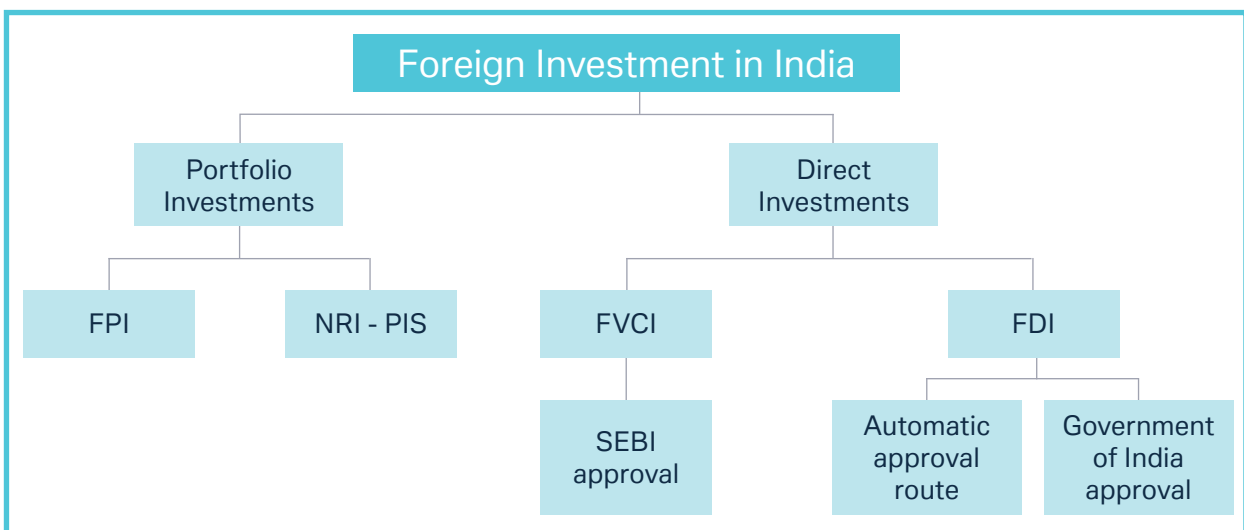 Foreign Investment in India
Portfolio
Investments
Direct
Investments
FPI
NRI - PIS
FVCI
FDI
SEBI
approval
Automatic
approval
route
Government
of India
approval